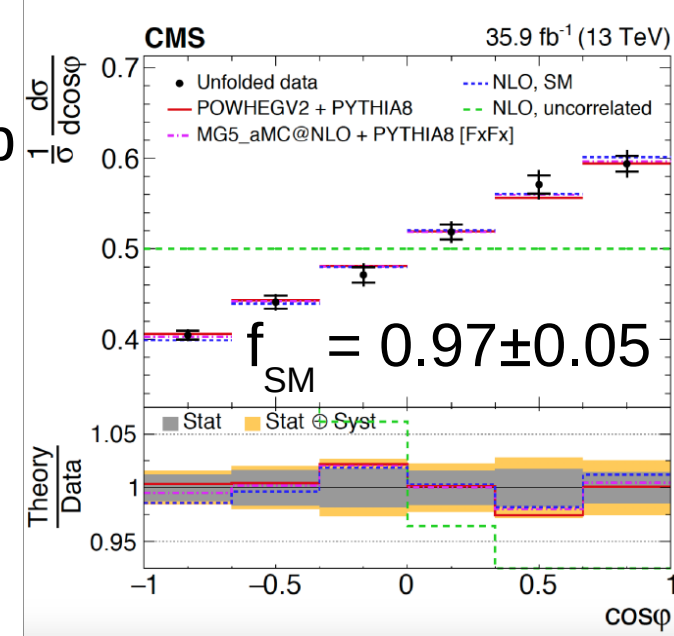 CMS 35.9 fb⁻¹ (13 TeV)
1/σ dσ/dcosφ
0.7
Unfolded data
NLO, SM
POWHEGV2 + PYTHIA8
NLO, uncorrelated
MG5_aMC@NLO + PYTHIA8 [FxFx]
0.6
0.5
0.4
f_SM = 0.97±0.05
Stat
Stat ⊕ Syst
Theory/Data
1.05
1
0.95
−1 −0.5 0 0.5 1
cosφ